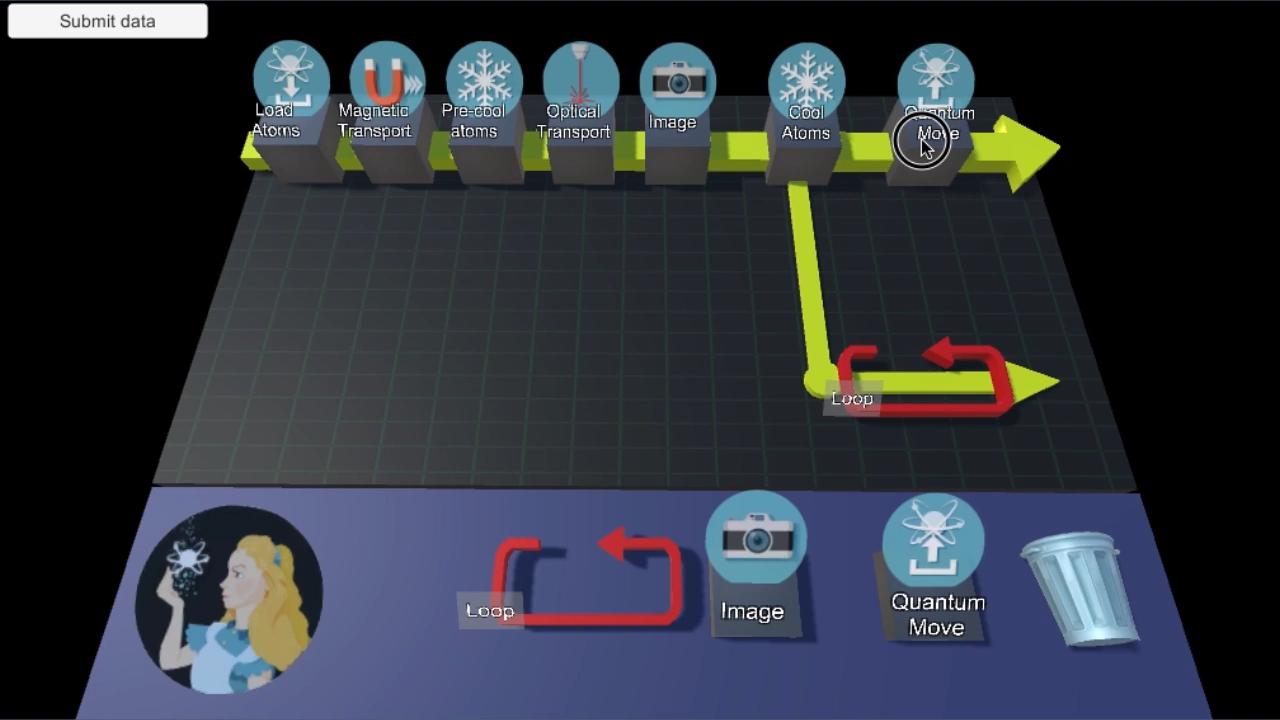 Submit data
Load
Atoms
Magnetic
Transport
Pre-cool
atoms
Optical
Transport
Image
Cool
Atoms
Quantum
Move
Loop
Loop
Image
Quantum
Move